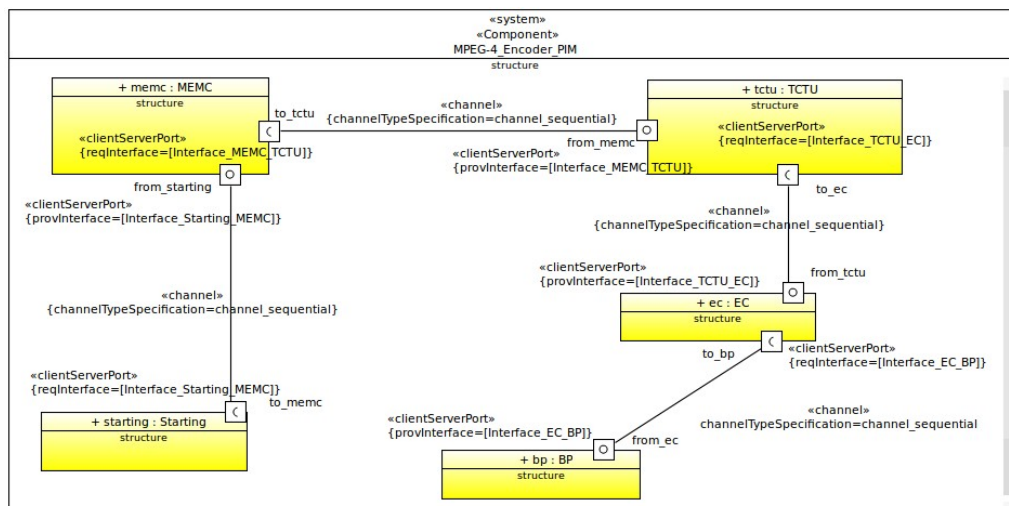 «system»
«Component»
MPEG-4_Encoder_PIM
structure
+ memc : MEMC
structure
«clientServerPort»
{reqInterface=[Interface_MEMC_TCTU]}
to_tctu
«channel»
{channelTypeSpecification=channel_sequential}
from_memc
«clientServerPort»
{provInterface=[Interface_MEMC_TCTU]}
+ tctu : TCTU
structure
«clientServerPort»
{reqInterface=[Interface_TCTU_EC]}
from_starting
«clientServerPort»
{provInterface=[Interface_Starting_MEMC]}
to_ec
«channel»
{channelTypeSpecification=channel_sequential}
«clientServerPort»
{provInterface=[Interface_TCTU_EC]}
from_tctu
«channel»
{channelTypeSpecification=channel_sequential}
+ ec : EC
structure
to_bp
«clientServerPort»
{reqInterface=[Interface_EC_BP]}
«clientServerPort»
{reqInterface=[Interface_Starting_MEMC]}
to_memc
+ starting : Starting
structure
«clientServerPort»
{provInterface=[Interface_EC_BP]}
from_ec
«channel»
channelTypeSpecification=channel_sequential
+ bp : BP
structure